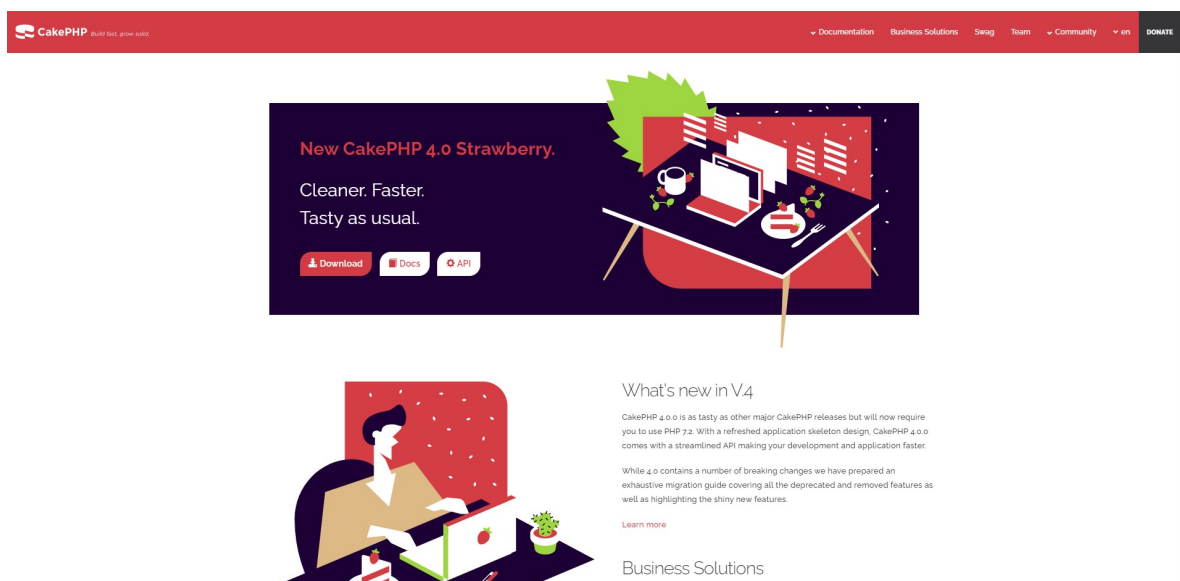 CakePHP Build fast, grow solid.
Documentation Business Solutions Swag Team Community en DONATE
New CakePHP 4.0 Strawberry.
Cleaner. Faster.
Tasty as usual.
Download Docs API
What's new in V.4
CakePHP 4.0.0 is as tasty as other major CakePHP releases but will now require
you to use PHP 7.2. With a refreshed application skeleton design, CakePHP 4.0.0
comes with a streamlined API making your development and application faster.
While 4.0 contains a number of breaking changes we have prepared an
exhaustive migration guide covering all the deprecated and removed features as
well as highlighting the shiny new features.
Learn more
Business Solutions